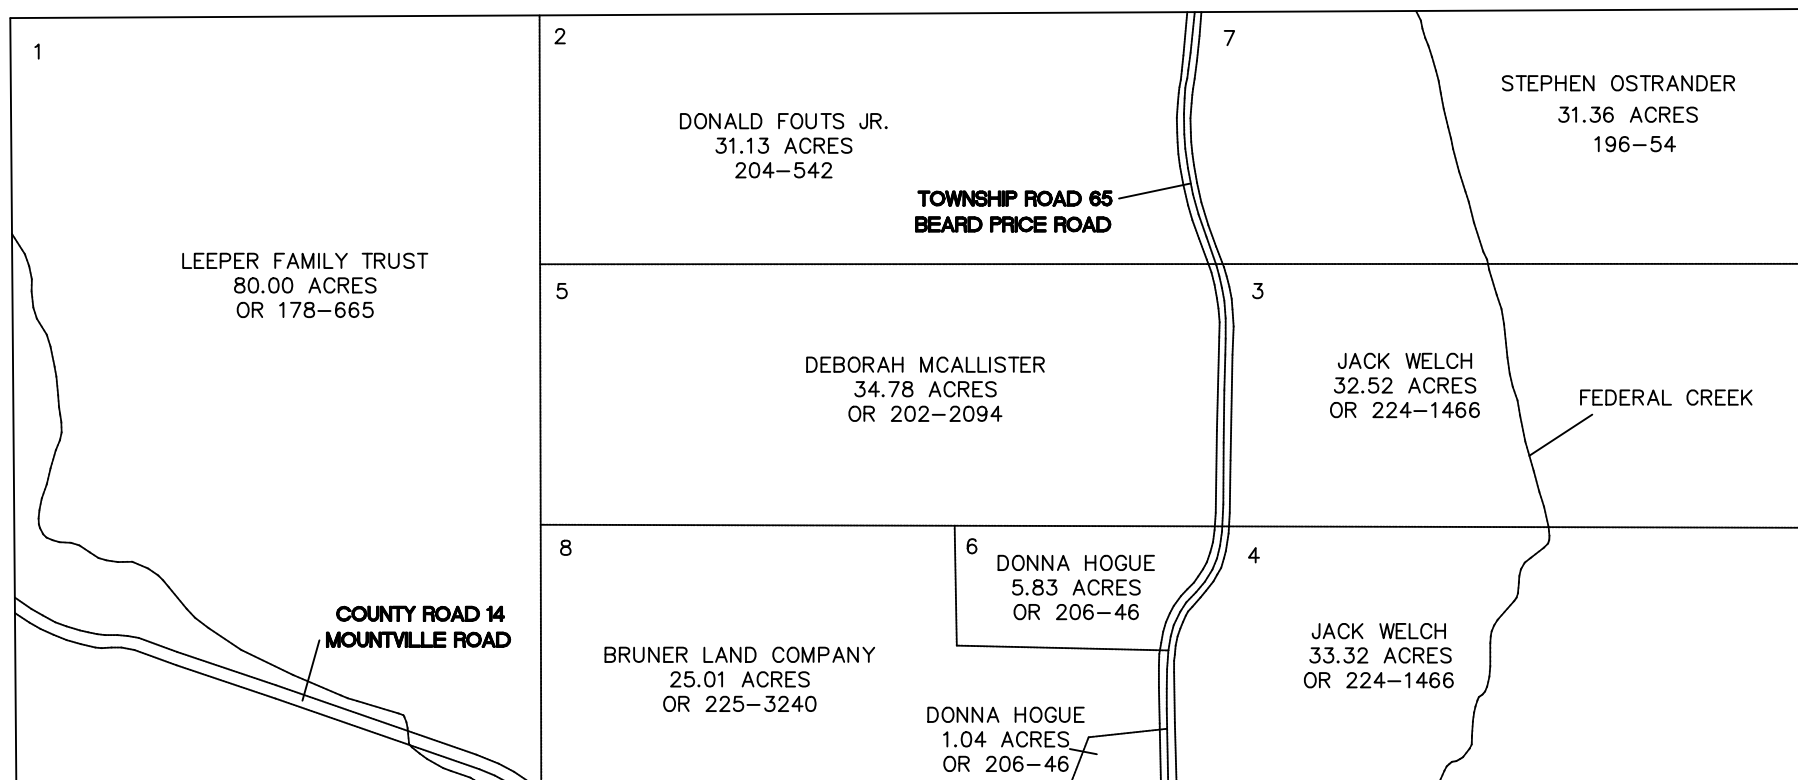 1
2
7
STEPHEN OSTRANDER
31.36 ACRES
196-54
DONALD FOUTS JR.
31.13 ACRES
204-542
TOWNSHIP ROAD 65
BEARD PRICE ROAD
LEEPER FAMILY TRUST
80.00 ACRES
OR 178-665
5
3
DEBORAH MCALLISTER
34.78 ACRES
OR 202-2094
JACK WELCH
32.52 ACRES
OR 224-1466
FEDERAL CREEK
8
6
DONNA HOGUE
5.83 ACRES
OR 206-46
4
COUNTY ROAD 14
MOUNTVILLE ROAD
BRUNER LAND COMPANY
25.01 ACRES
OR 225-3240
JACK WELCH
33.32 ACRES
OR 224-1466
DONNA HOGUE
1.04 ACRES
OR 206-46